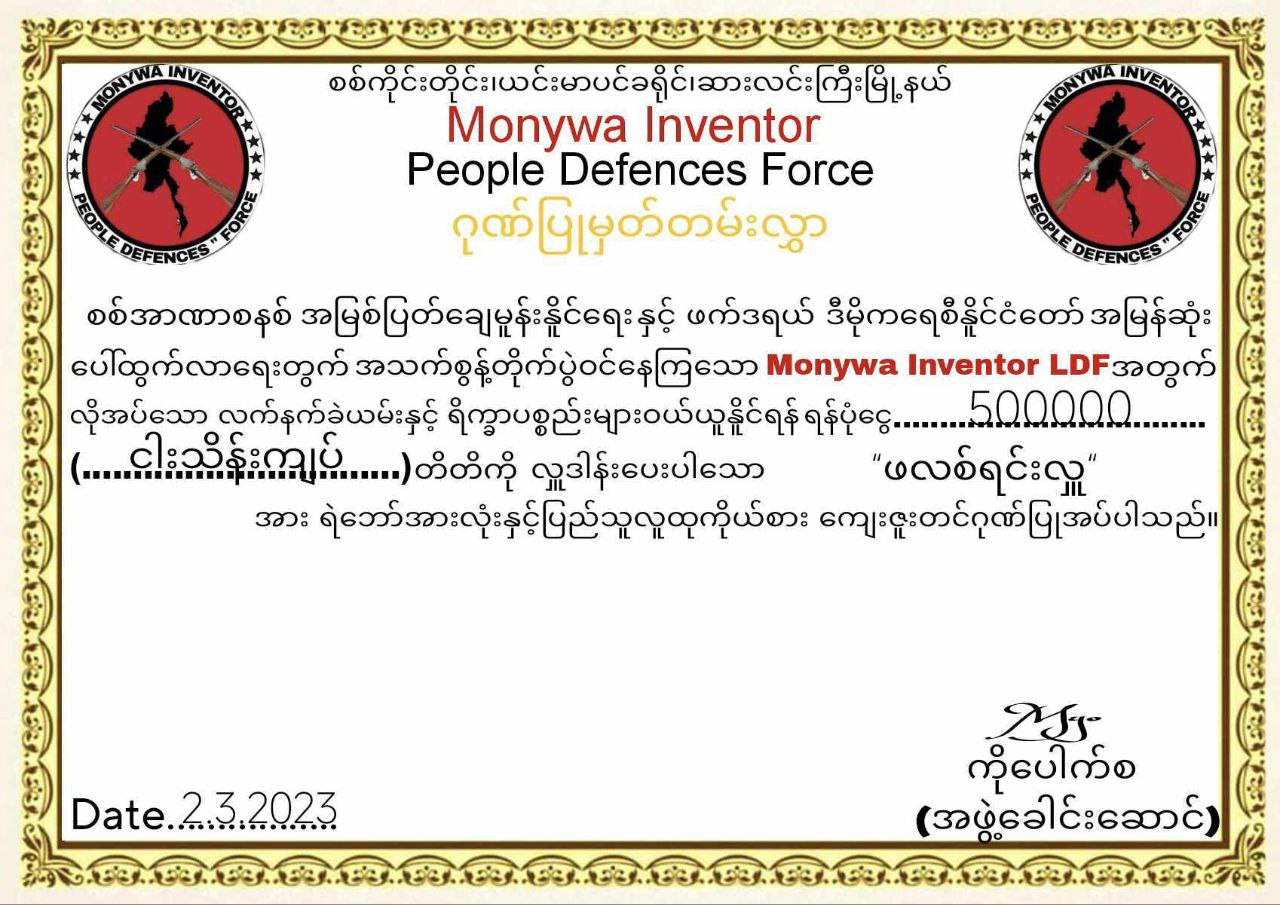 စစ်ကိုင်းတိုင်း၊ယင်းမာပင်ခရိုင်၊ဆားလင်းကြီးမြို့နယ်
MONYWA INVENTOR
PEOPLE DEFENCES " FORCE
Monywa Inventor
People Defences Force
ဂုဏ်ပြုမှတ်တမ်းလွှာ
MONYWA INVENTOR
PEOPLE DEFENCES " FORCE
စစ်အာဏာစနစ် အမြစ်ပြတ်ချေမှုန်းနိူင်ရေးနှင့် ဖက်ဒရယ် ဒီမိုကရေစီနိူင်ငံတော်အမြန်ဆုံး
ပေါ်ထွက်လာရေးတွက် အသက်စွန့်တိုက်ပွဲဝင်နေကြသော Monywa Inventor LDFအတွက်
လိုအပ်သော လက်နက်ခဲယမ်းနှင့် ရိက္ခာပစ္စည်းများဝယ်ယူနိူင်ရန် ရန်ပုံငွေ.....500000.....
(.....ငါးသိန်းကျပ်.....)တိတိကို လှူဒါန်းပေးပါသော "ဖလစ်ရင်းလှူ"
အား ရဲဘော်အားလုံးနှင့်ပြည်သူလူထုကိုယ်စား ကျေးဇူးတင်ဂုဏ်ပြုအပ်ပါသည်။
ကိုပေါက်စ
Date..2.3.2023
(အဖွဲ့ခေါင်းဆောင်)